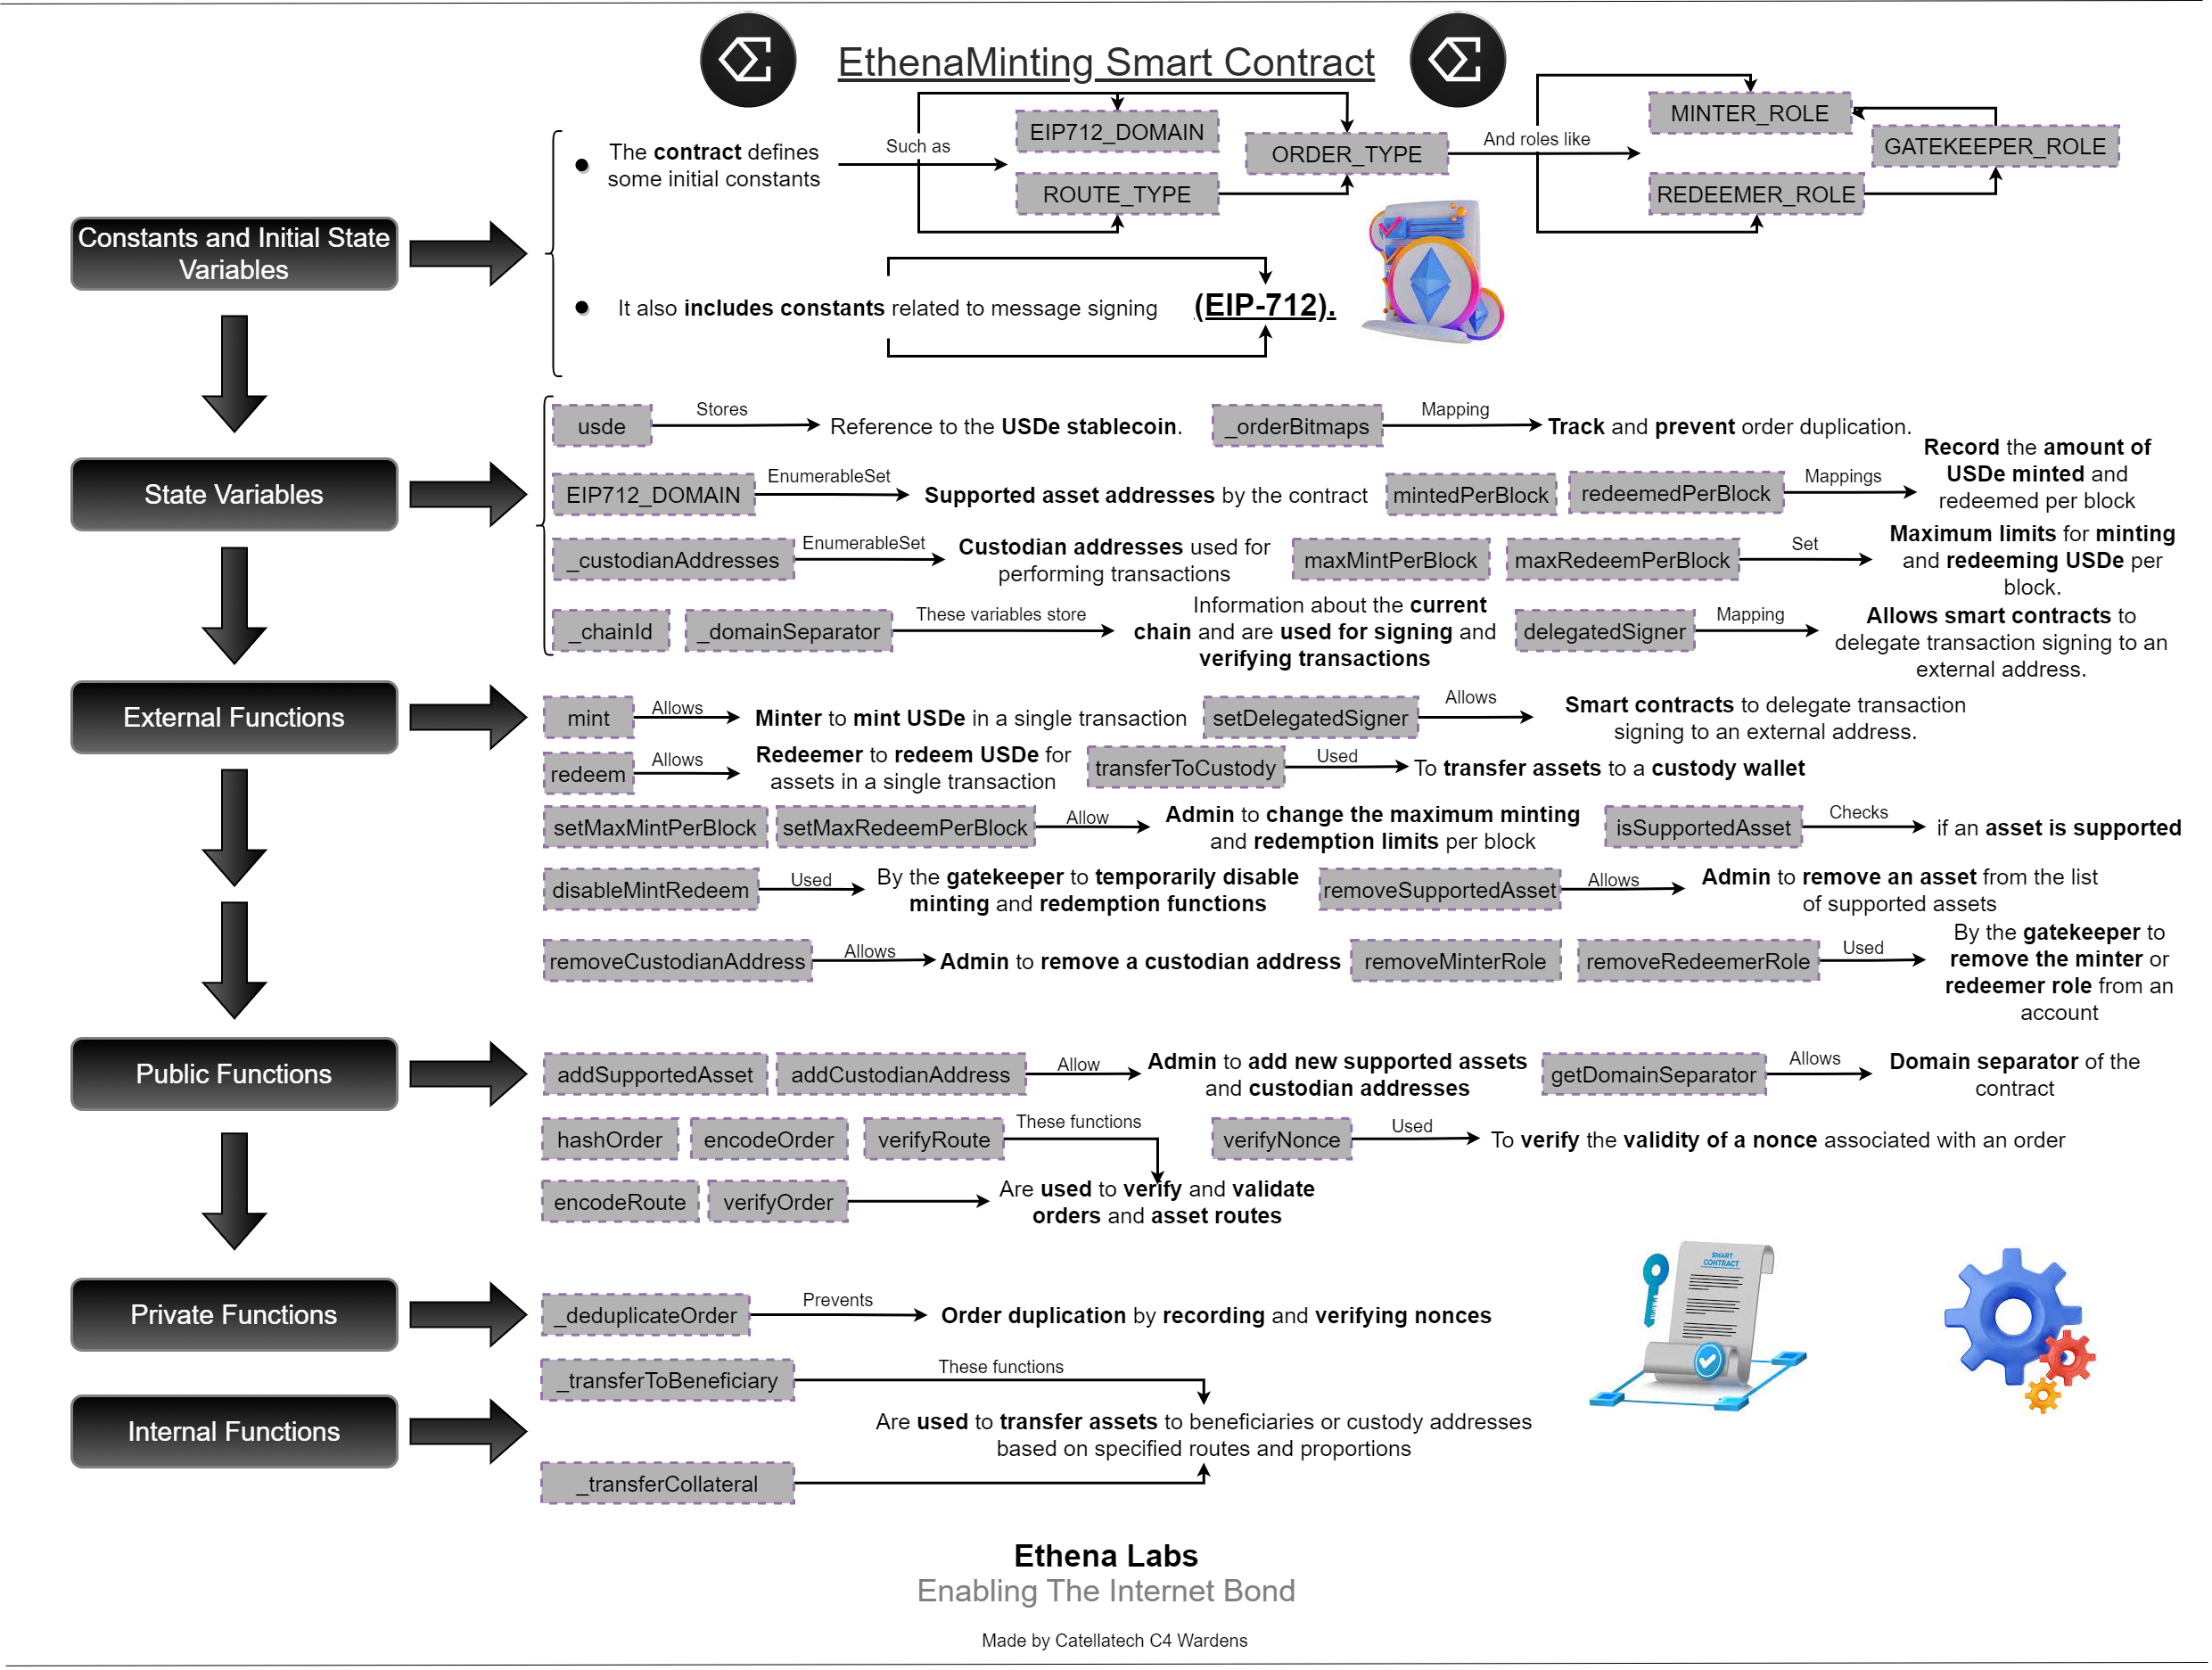 EthenaMinting Smart Contract
Constants and Initial State
Variables
The contract defines
some initial constants
Such as
EIP712_DOMAIN
ROUTE_TYPE
ORDER_TYPE
And roles like
MINTER_ROLE
GATEKEEPER_ROLE
REDEEMER_ROLE
It also includes constants related to message signing
(EIP-712).
State Variables
usde
Stores
Reference to the USDe stablecoin.
_orderBitmaps
Mapping
Track and prevent order duplication.
EIP712_DOMAIN
EnumerableSet
Supported asset addresses by the contract
mintedPerBlock
redeemedPerBlock
Mappings
Record the amount of
USDe minted and
redeemed per block
_custodianAddresses
EnumerableSet
Custodian addresses used for
performing transactions
maxMintPerBlock
maxRedeemPerBlock
Set
Maximum limits for minting
and redeeming USDe per
block.
_chainId
_domainSeparator
These variables store
Information about the current
chain and are used for signing and
verifying transactions
delegatedSigner
Mapping
Allows smart contracts to
delegate transaction signing to an
external address.
External Functions
mint
Allows
Minter to mint USDe in a single transaction
setDelegatedSigner
Allows
Smart contracts to delegate transaction
signing to an external address.
redeem
Allows
Redeemer to redeem USDe for
assets in a single transaction
transferToCustody
Used
To transfer assets to a custody wallet
setMaxMintPerBlock
setMaxRedeemPerBlock
Allow
Admin to change the maximum minting
and redemption limits per block
isSupportedAsset
Checks
if an asset is supported
disableMintRedeem
Used
By the gatekeeper to temporarily disable
minting and redemption functions
removeSupportedAsset
Allows
Admin to remove an asset from the list
of supported assets
removeCustodianAddress
Allows
Admin to remove a custodian address
removeMinterRole
removeRedeemerRole
Used
By the gatekeeper to
remove the minter or
redeemer role from an
account
Public Functions
addSupportedAsset
addCustodianAddress
Allow
Admin to add new supported assets
and custodian addresses
getDomainSeparator
Allows
Domain separator of the
contract
hashOrder
encodeOrder
verifyRoute
These functions
verifyNonce
Used
To verify the validity of a nonce associated with an order
encodeRoute
verifyOrder
Are used to verify and validate
orders and asset routes
SMART
CONTRACT
Private Functions
_deduplicateOrder
Prevents
Order duplication by recording and verifying nonces
Internal Functions
_transferToBeneficiary
These functions
Are used to transfer assets to beneficiaries or custody addresses
based on specified routes and proportions
_transferCollateral
Ethena Labs
Enabling The Internet Bond
Made by Catellatech C4 Wardens